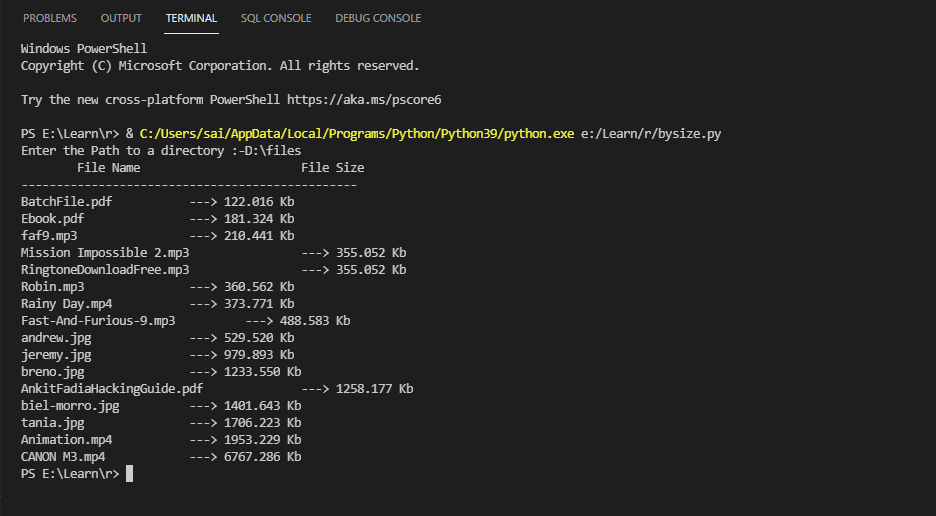 PROBLEMS OUTPUT TERMINAL SQL CONSOLE DEBUG CONSOLE
Windows PowerShell
Copyright (C) Microsoft Corporation. All rights reserved.
Try the new cross-platform PowerShell https://aka.ms/pscore6
PS E:\Learn\r> & C:/Users/sai/AppData/Local/Programs/Python/Python39/python.exe e:/Learn/r/bysize.py
Enter the Path to a directory :-D:\files
File Name File Size
------------------------------------------------
BatchFile.pdf ---> 122.016 Kb
Ebook.pdf ---> 181.324 Kb
faf9.mp3 ---> 210.441 Kb
Mission Impossible 2.mp3 ---> 355.052 Kb
RingtoneDownloadFree.mp3 ---> 355.052 Kb
Robin.mp3 ---> 360.562 Kb
Rainy Day.mp4 ---> 373.771 Kb
Fast-And-Furious-9.mp3 ---> 488.583 Kb
andrew.jpg ---> 529.520 Kb
jeremy.jpg ---> 979.893 Kb
breno.jpg ---> 1233.550 Kb
AnkitFadiaHackingGuide.pdf ---> 1258.177 Kb
biel-morro.jpg ---> 1401.643 Kb
tania.jpg ---> 1706.223 Kb
Animation.mp4 ---> 1953.229 Kb
CANON M3.mp4 ---> 6767.286 Kb
PS E:\Learn\r>